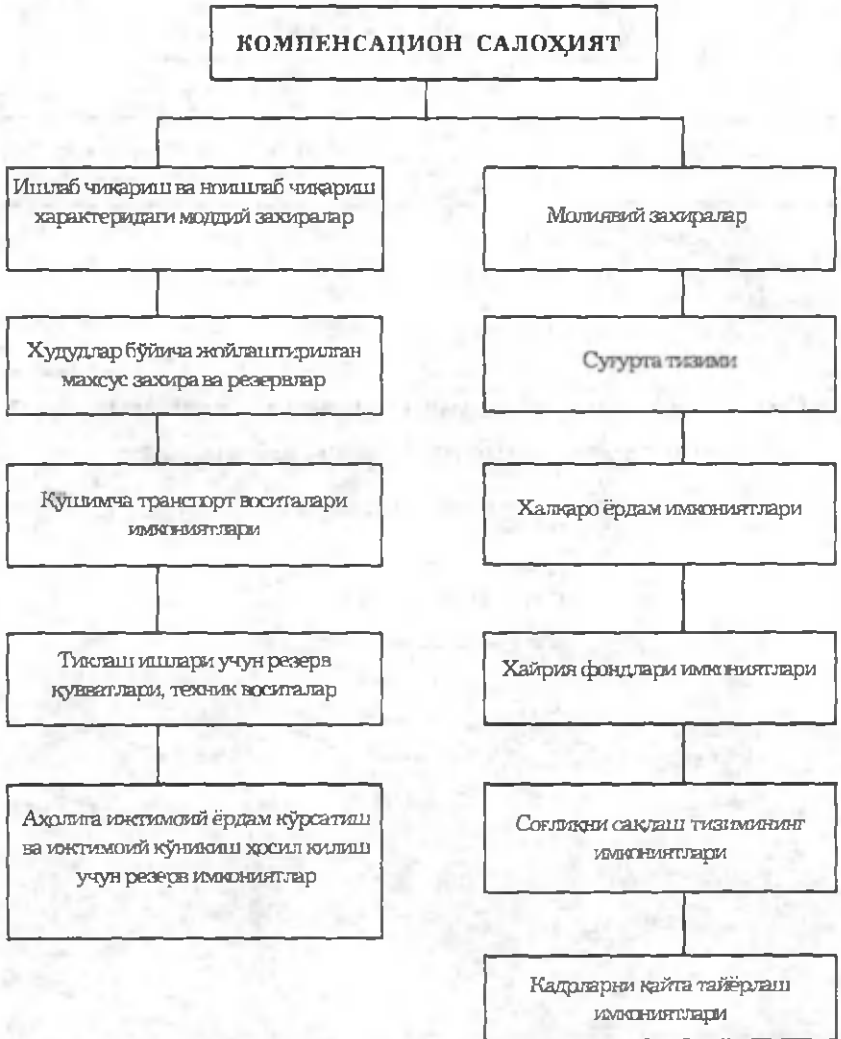 КОМПЕНСАЦИОН САЛОҲИЯТ
Ишлаб чиқариш ва ноишлаб чиқариш
характеридаги моддий захиралар
Худудлар бўйича жойлаштирилган
махсус захира ва резервлар
Қўшимча транспорт воситалари
имкониятлари
Тиклаш ишлари учун резерв
қувватлари, техник воситалар
Аҳолига ижтимоий ёрдам кўрсатиш
ва ижтимоий кўникиш ҳосил қилиш
учун резерв имкониятлар
Молиявий захиралар
Суғурта тизими
Халқаро ёрдам имкониятлари
Хайрия фондлари имкониятлари
Соғлиқни сақлаш тизимининг
имкониятлари
Кадрларни қайта тайёрлаш
имкониятлари